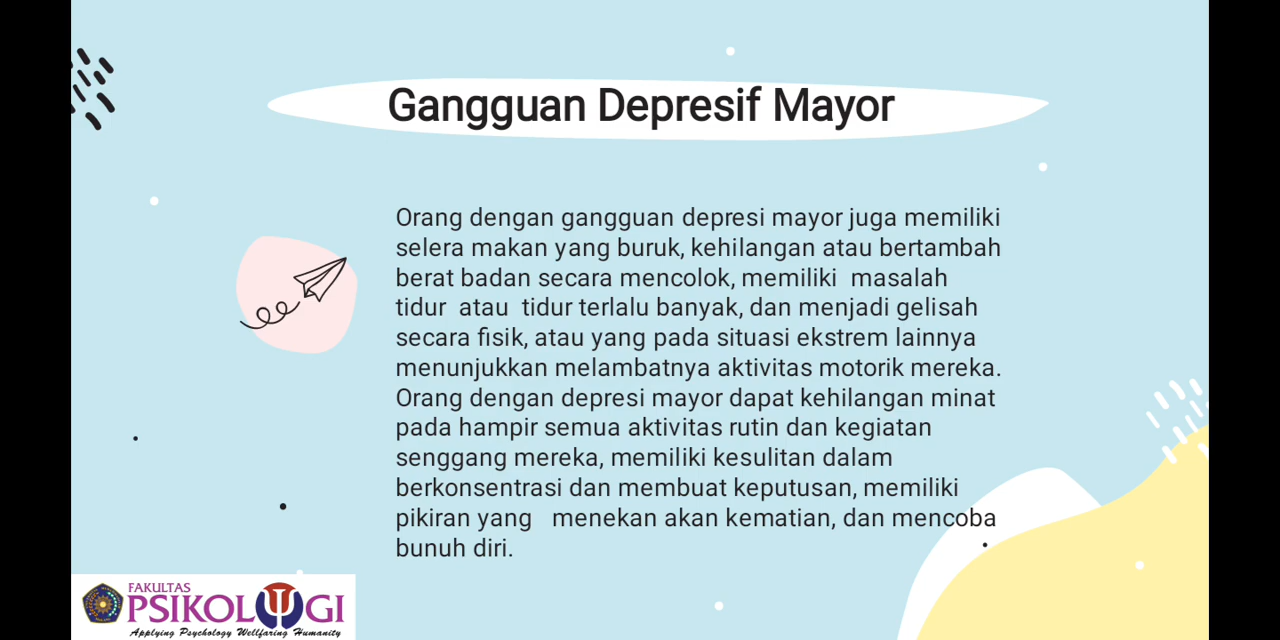 Gangguan Depresif Mayor
Orang dengan gangguan depresi mayor juga memiliki
selera makan yang buruk, kehilangan atau bertambah
berat badan secara mencolok, memiliki masalah
tidur atau tidur terlalu banyak, dan menjadi gelisah
secara fisik, atau yang pada situasi ekstrem lainnya
menunjukkan melambatnya aktivitas motorik mereka.
Orang dengan depresi mayor dapat kehilangan minat
pada hampir semua aktivitas rutin dan kegiatan
senggang mereka, memiliki kesulitan dalam
berkonsentrasi dan membuat keputusan, memiliki
pikiran yang menekan akan kematian, dan mencoba
bunuh diri.
FAKULTAS
PSIKOLOGI
Applying Psychology Wellfaring Humanity